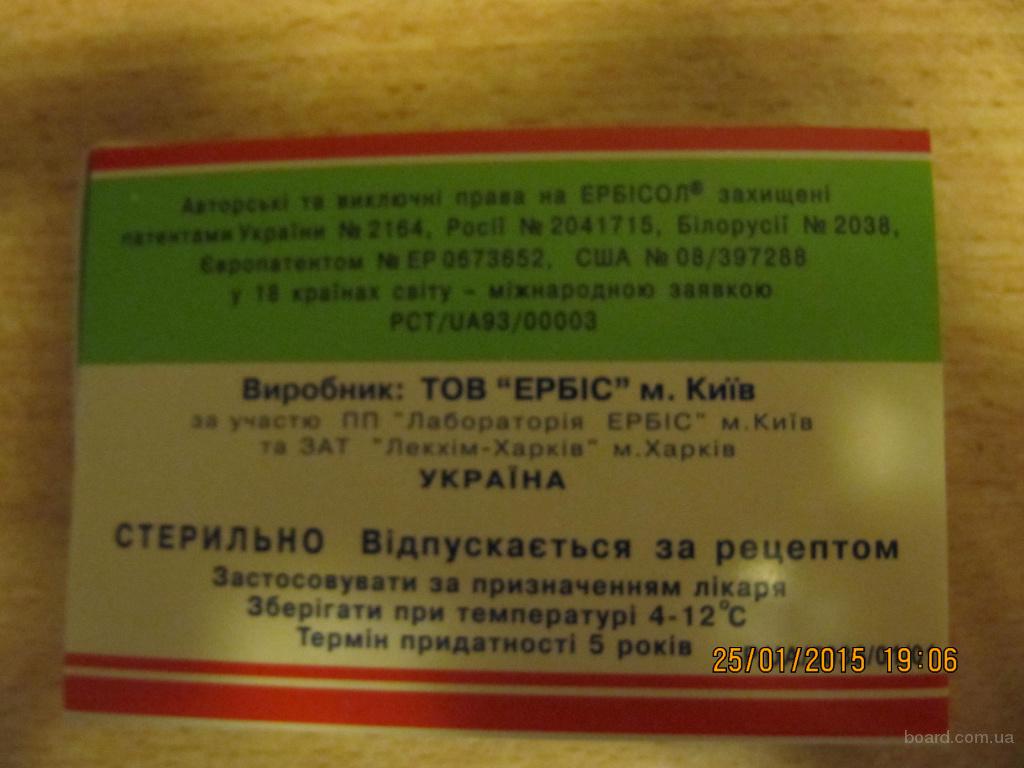 Авторські та виключні права на ЕРБІСОЛ® захищені
патентами України № 2164, Росії № 2041715, Білорусії № 2038,
Європатентом № ЕР 0673652, США № 08/397288
у 18 країнах світу – міжнародною заявкою
PCT/UA93/00003
Виробник: ТОВ "ЕРБІС" м. Київ
за участю ПП "Лабораторія ЕРБІС" м.Київ
та ЗАТ "Лекхім-Харків" м.Харків
УКРАЇНА
СТЕРИЛЬНО Відпускається за рецептом
Застосовувати за призначенням лікаря
Зберігати при температурі 4-12°С
Термін придатності 5 років
25/01/2015 19:06
board.com.ua